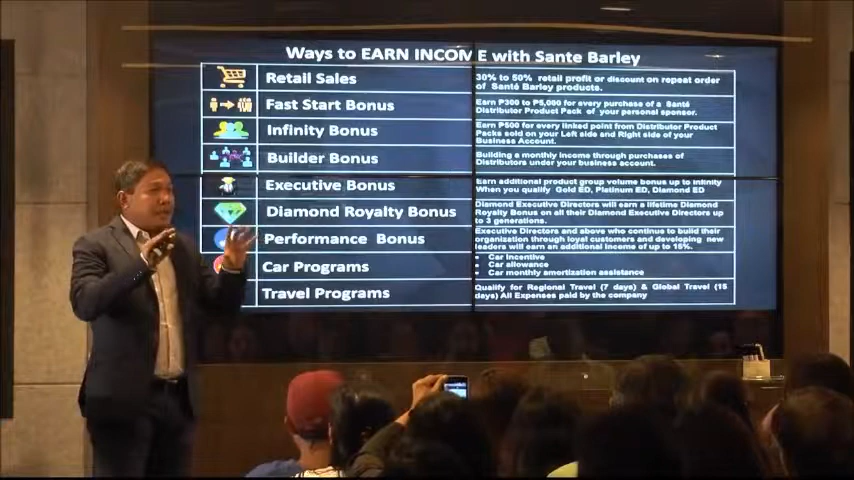 Ways to EARN INCOME with Sante Barley
Retail Sales
30% to 50% retail profit or discount on repeat order
of Santé Barley products.
Fast Start Bonus
Earn P300 to P5,000 for every purchase of a Santé
Distributor Product Pack of your personal sponsor.
Infinity Bonus
Earn P500 for every linked point from Distributor Product
Packs sold on your Left side and Right side of your
Business Account.
Builder Bonus
Building a monthly income through purchases of
Distributors under your business account.
Executive Bonus
Earn additional product group volume bonus up to infinity
When you qualify Gold ED, Platinum ED, Diamond ED
Diamond Royalty Bonus
Diamond Executive Directors will earn a lifetime Diamond
Royalty Bonus on all their Diamond Executive Directors up
to 3 generations.
Performance Bonus
Executive Directors and above who continue to build their
organization through loyal customers and developing new
leaders will earn an additional income of up to 15%.
Car Programs
• Car incentive
• Car allowance
• Car monthly amortization assistance
Travel Programs
Qualify for Regional Travel (7 days) & Global Travel (15
days) All Expenses paid by the company